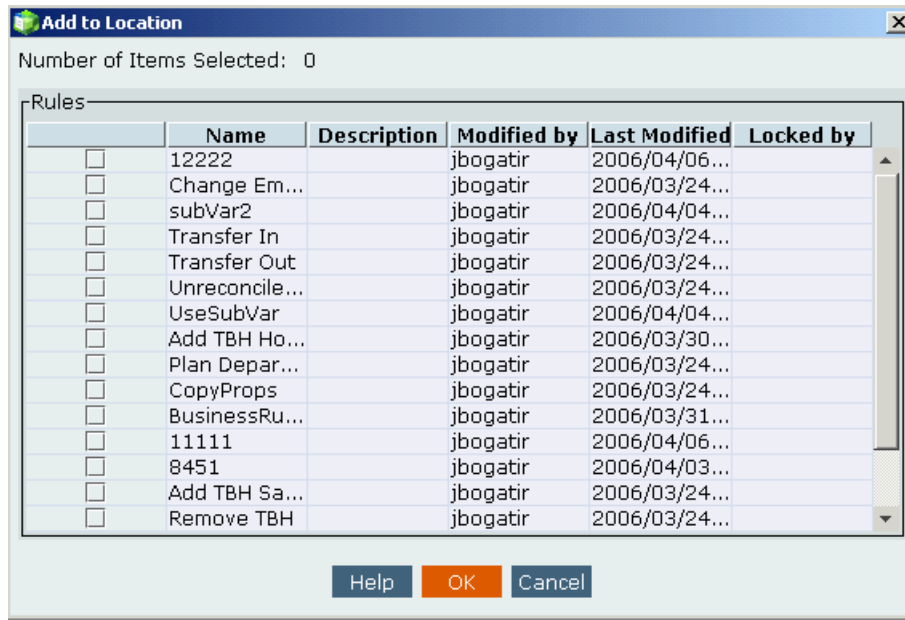 Add to Location
Number of Items Selected: 0
Rules
Name Description Modified by Last Modified Locked by
12222 jbogatir 2006/04/06...
Change Em... jbogatir 2006/03/24...
subVar2 jbogatir 2006/04/04...
Transfer In jbogatir 2006/03/24...
Transfer Out jbogatir 2006/03/24...
Unreconcile... jbogatir 2006/03/24...
UseSubVar jbogatir 2006/04/04...
Add TBH Ho... jbogatir 2006/03/30...
Plan Depar... jbogatir 2006/03/24...
CopyProps jbogatir 2006/03/24...
BusinessRu... jbogatir 2006/03/31...
11111 jbogatir 2006/04/06...
8451 jbogatir 2006/04/03...
Add TBH Sa... jbogatir 2006/03/24...
Remove TBH jbogatir 2006/03/24...
Help OK Cancel